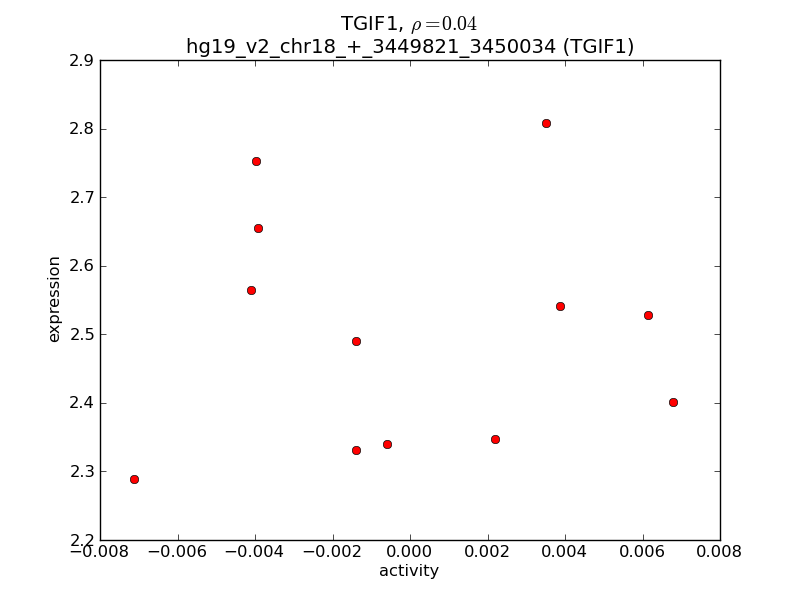 TGIF1, ρ = 0.04
hg19_v2_chr18_+_3449821_3450034 (TGIF1)
2.9
2.8
2.7
2.6
2.5
2.4
2.3
2.2
expression
−0.008 −0.006 −0.004 −0.002 0.000 0.002 0.004 0.006 0.008
activity